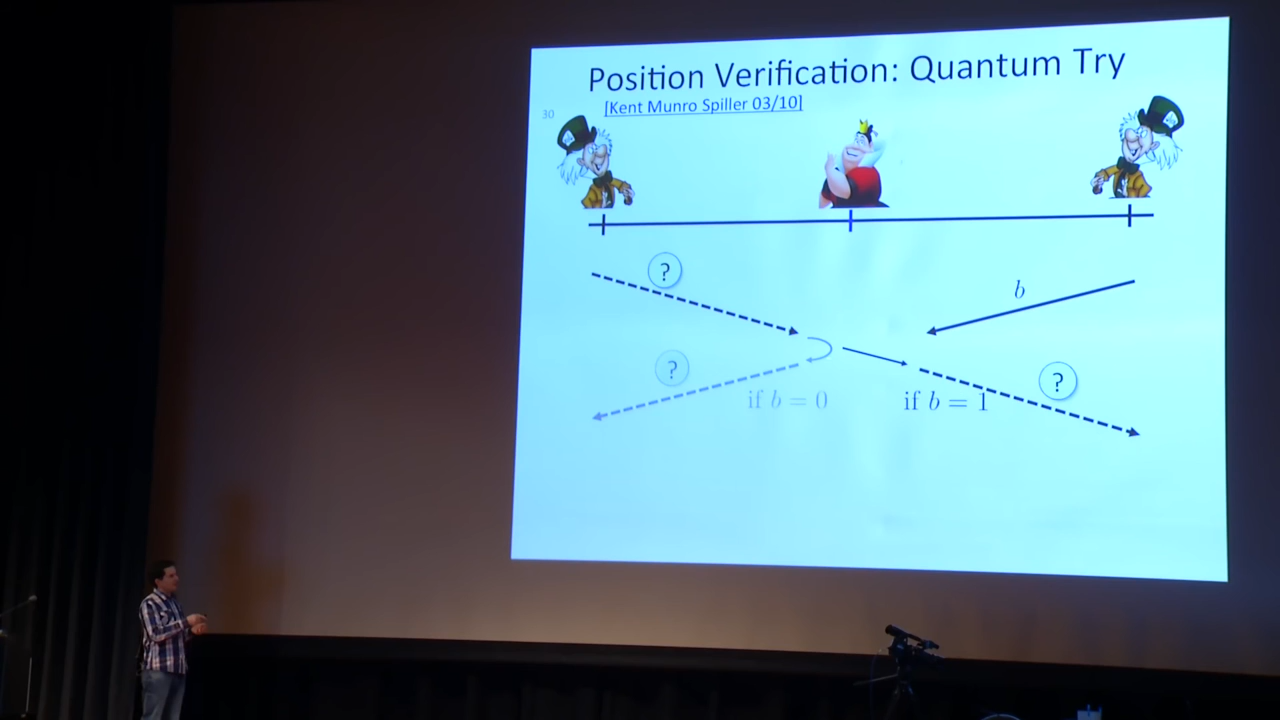 Position Verification: Quantum Try
[Kent Munro Spiller 03/10]
30
?
b
?
?
if b = 0
if b = 1